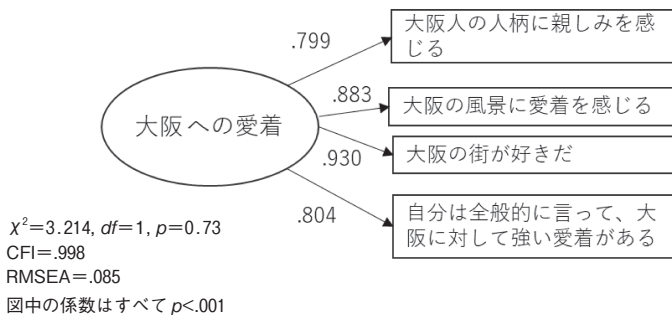 大阪人の人柄に親しみを感
じる
.799
.883
大阪の風景に愛着を感じる
大阪への愛着
.930
大阪の街が好きだ
.804
自分は全般的に言って、大
阪に対して強い愛着がある
χ²=3.214, df=1, p=0.73
CFI=.998
RMSEA=.085
図中の係数はすべて p<.001